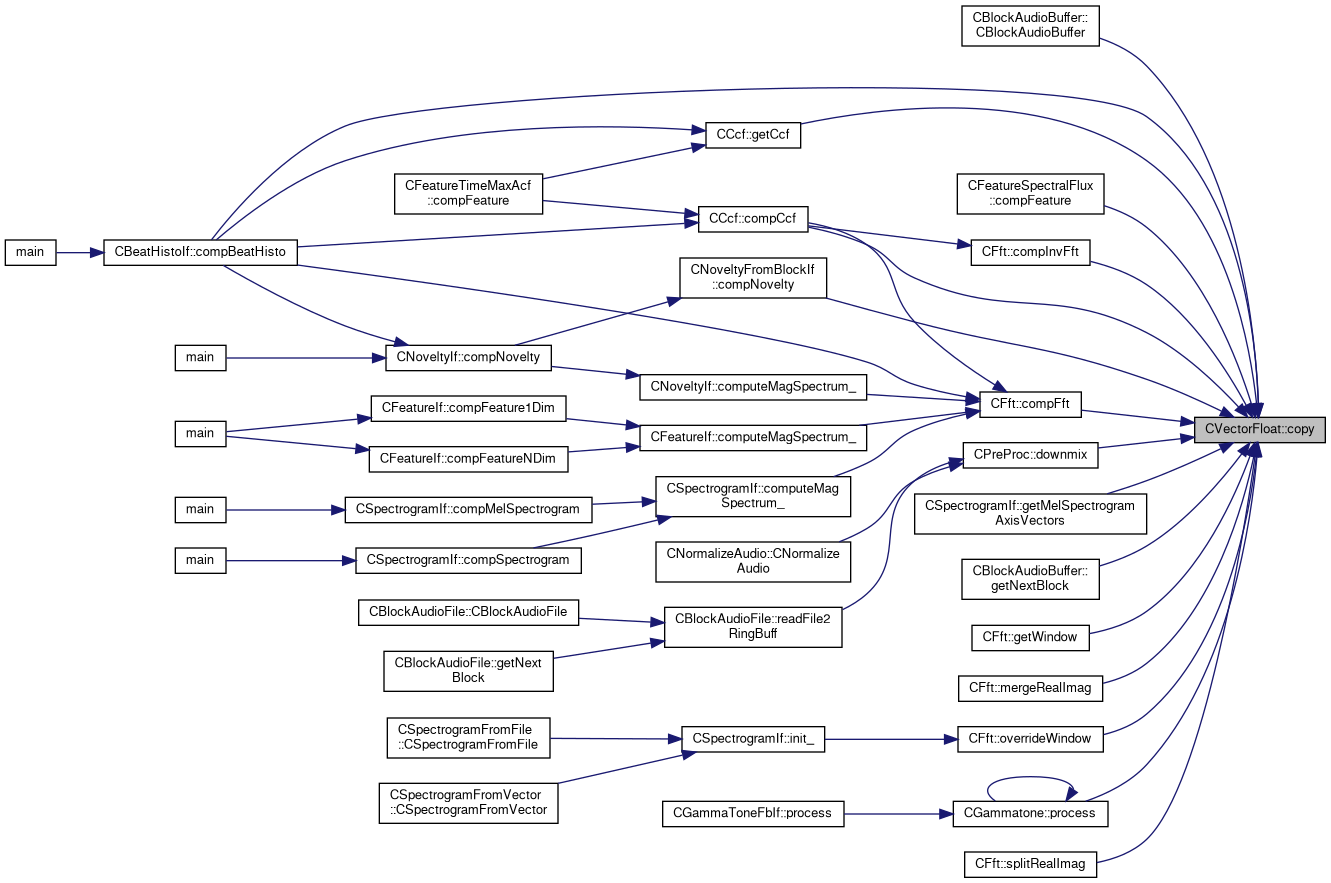 CBlockAudioBuffer::
CBlockAudioBuffer
CCcf::getCcf
CFeatureTimeMaxAcf
::compFeature
CFeatureSpectralFlux
::compFeature
CCcf::compCcf
main
CBeatHistoIf::compBeatHisto
CFft::compInvFft
CNoveltyFromBlockIf
::compNovelty
main
CNoveltyIf::compNovelty
CNoveltyIf::computeMagSpectrum_
CFft::compFft
CFeatureIf::compFeature1Dim
CVectorFloat::copy
main
CFeatureIf::computeMagSpectrum_
CFeatureIf::compFeatureNDim
CPreProc::downmix
CSpectrogramIf::computeMag
Spectrum_
main
CSpectrogramIf::compMelSpectrogram
CSpectrogramIf::getMelSpectrogram
AxisVectors
main
CSpectrogramIf::compSpectrogram
CNormalizeAudio::CNormalize
Audio
CBlockAudioBuffer::
getNextBlock
CBlockAudioFile::CBlockAudioFile
CBlockAudioFile::readFile2
RingBuff
CFft::getWindow
CBlockAudioFile::getNext
Block
CFft::mergeRealImag
CSpectrogramFromFile
::CSpectrogramFromFile
CSpectrogramIf::init_
CFft::overrideWindow
CSpectrogramFromVector
::CSpectrogramFromVector
CGammaToneFbIf::process
CGammatone::process
CFft::splitRealImag